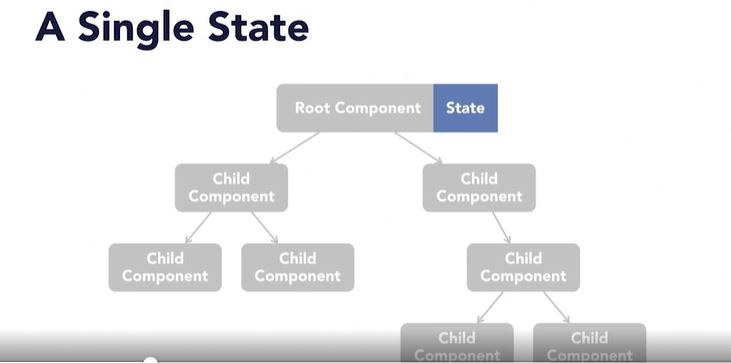 A Single State
Root Component State
Child
Component
Child
Component
Child
Component
Child
Component
Child
Component
Child
Component
Child
Component